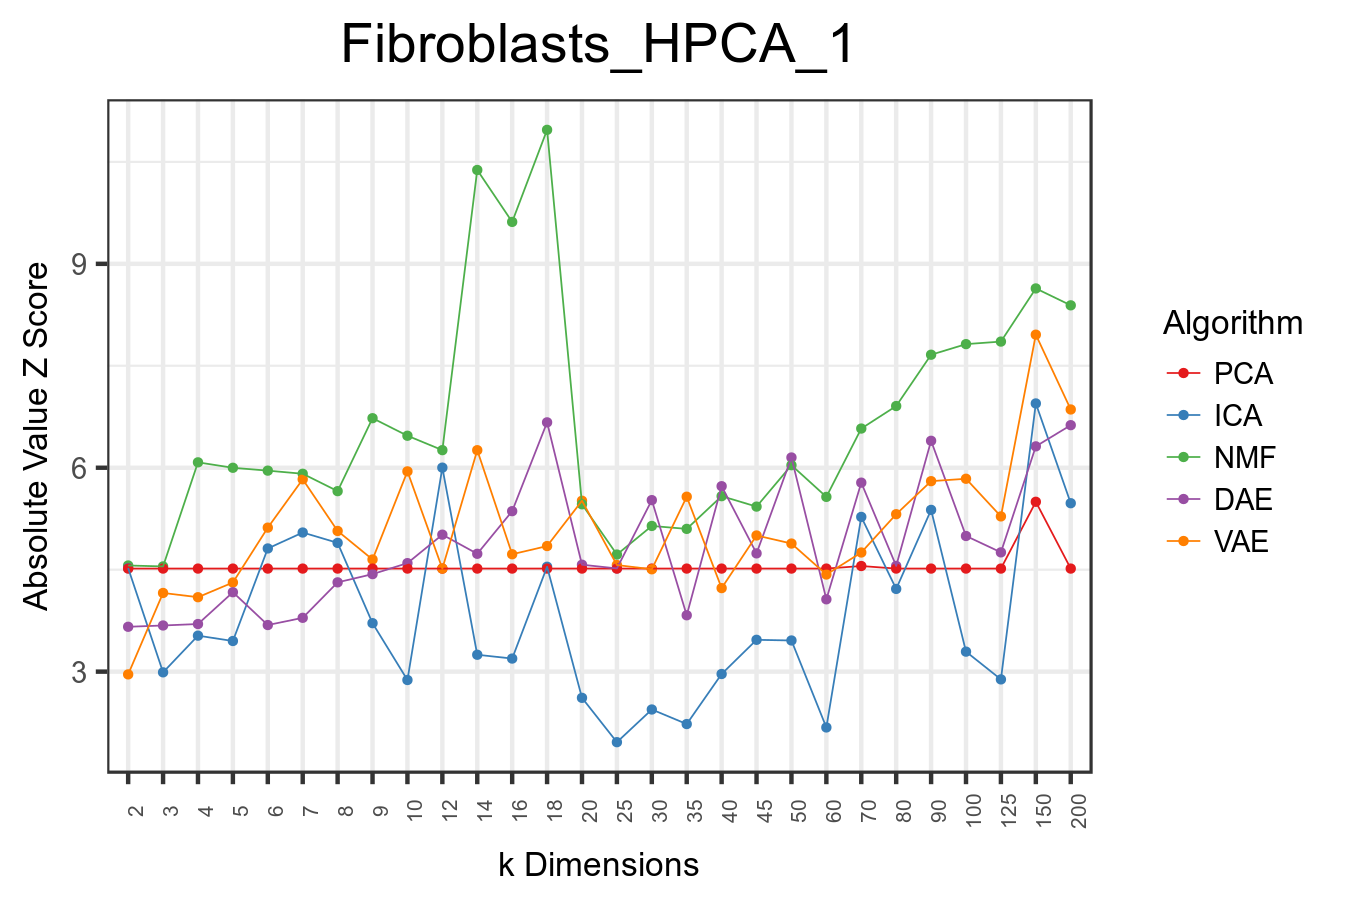 Fibroblasts_HPCA_1
Absolute Value Z Score
9
6
3
2 3 4 5 6 7 8 9 10 12 14 16 18 20 25 30 35 40 45 50 60 70 80 90 100 125 150 200
k Dimensions
Algorithm
PCA
ICA
NMF
DAE
VAE